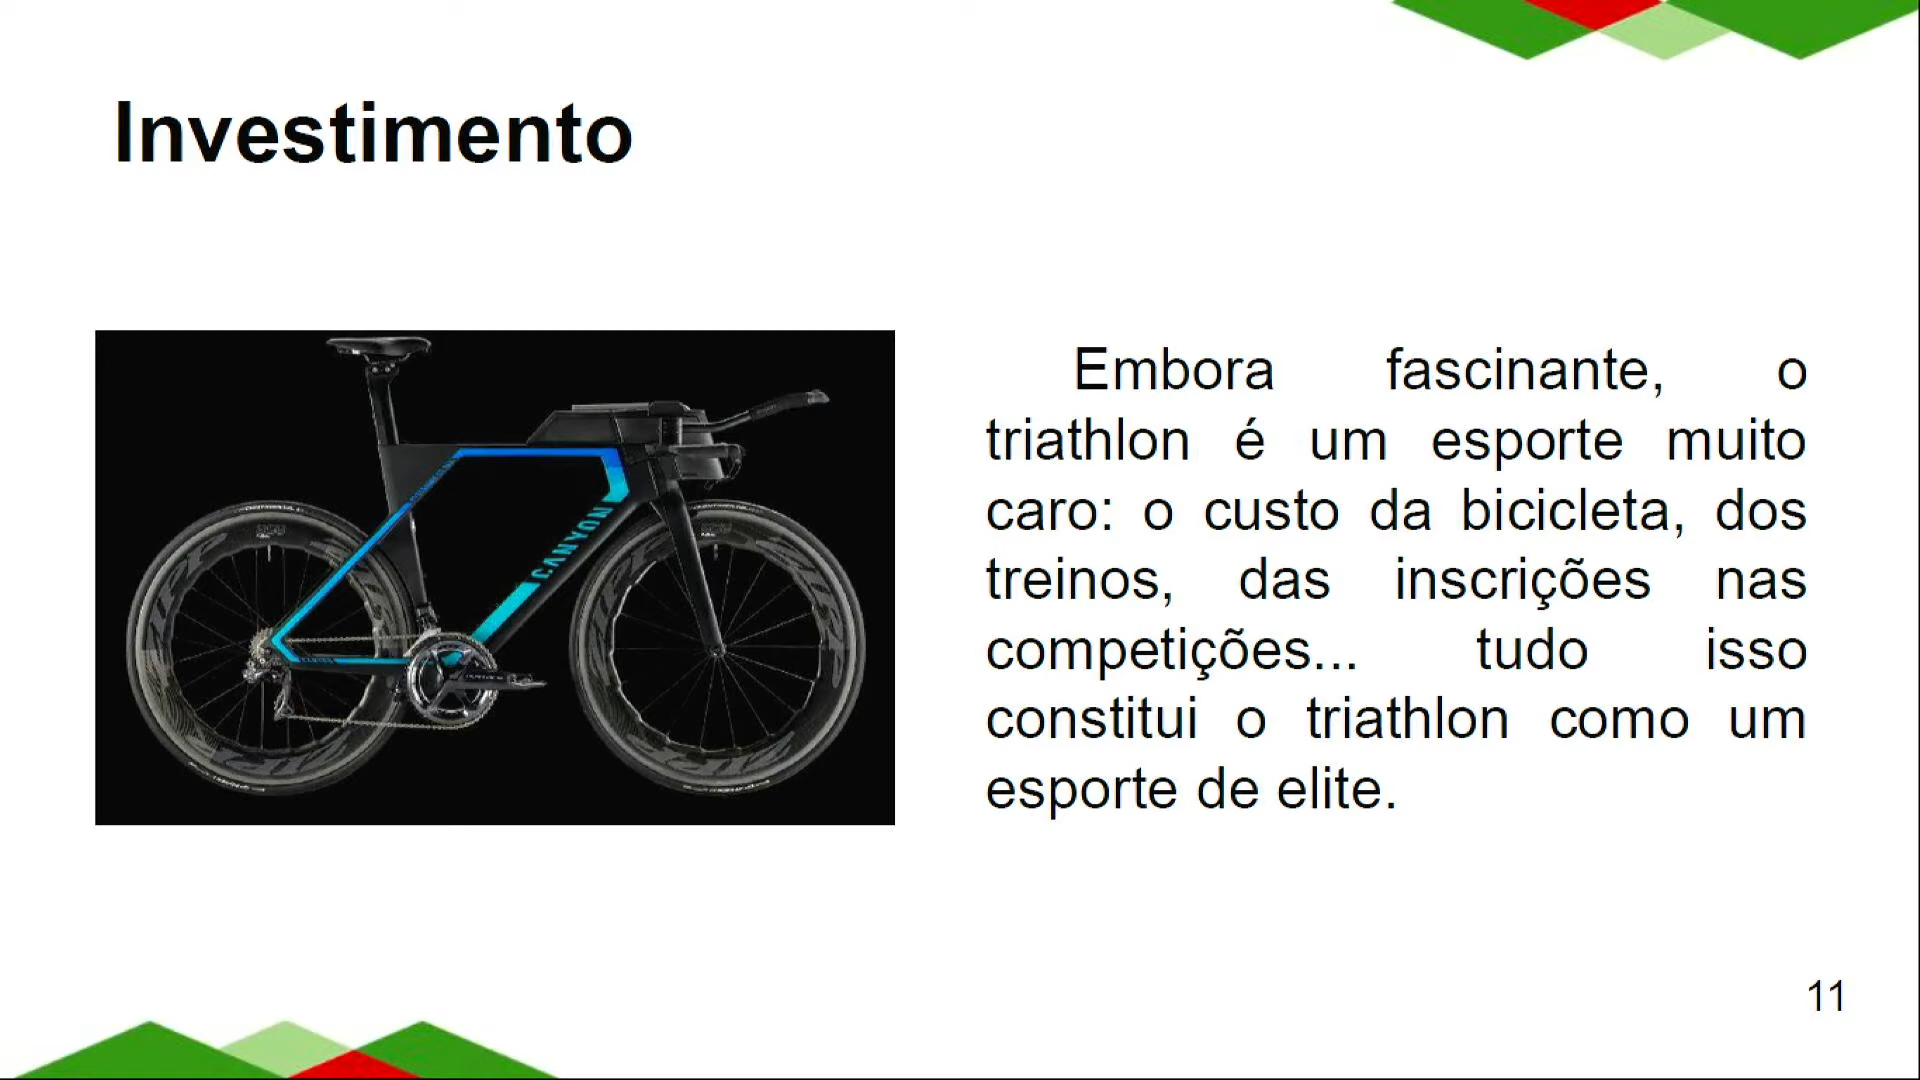 Investimento
CANYON
Embora fascinante, o
triathlon é um esporte muito
caro: o custo da bicicleta, dos
treinos, das inscrições nas
competições... tudo isso
constitui o triathlon como um
esporte de elite.
11